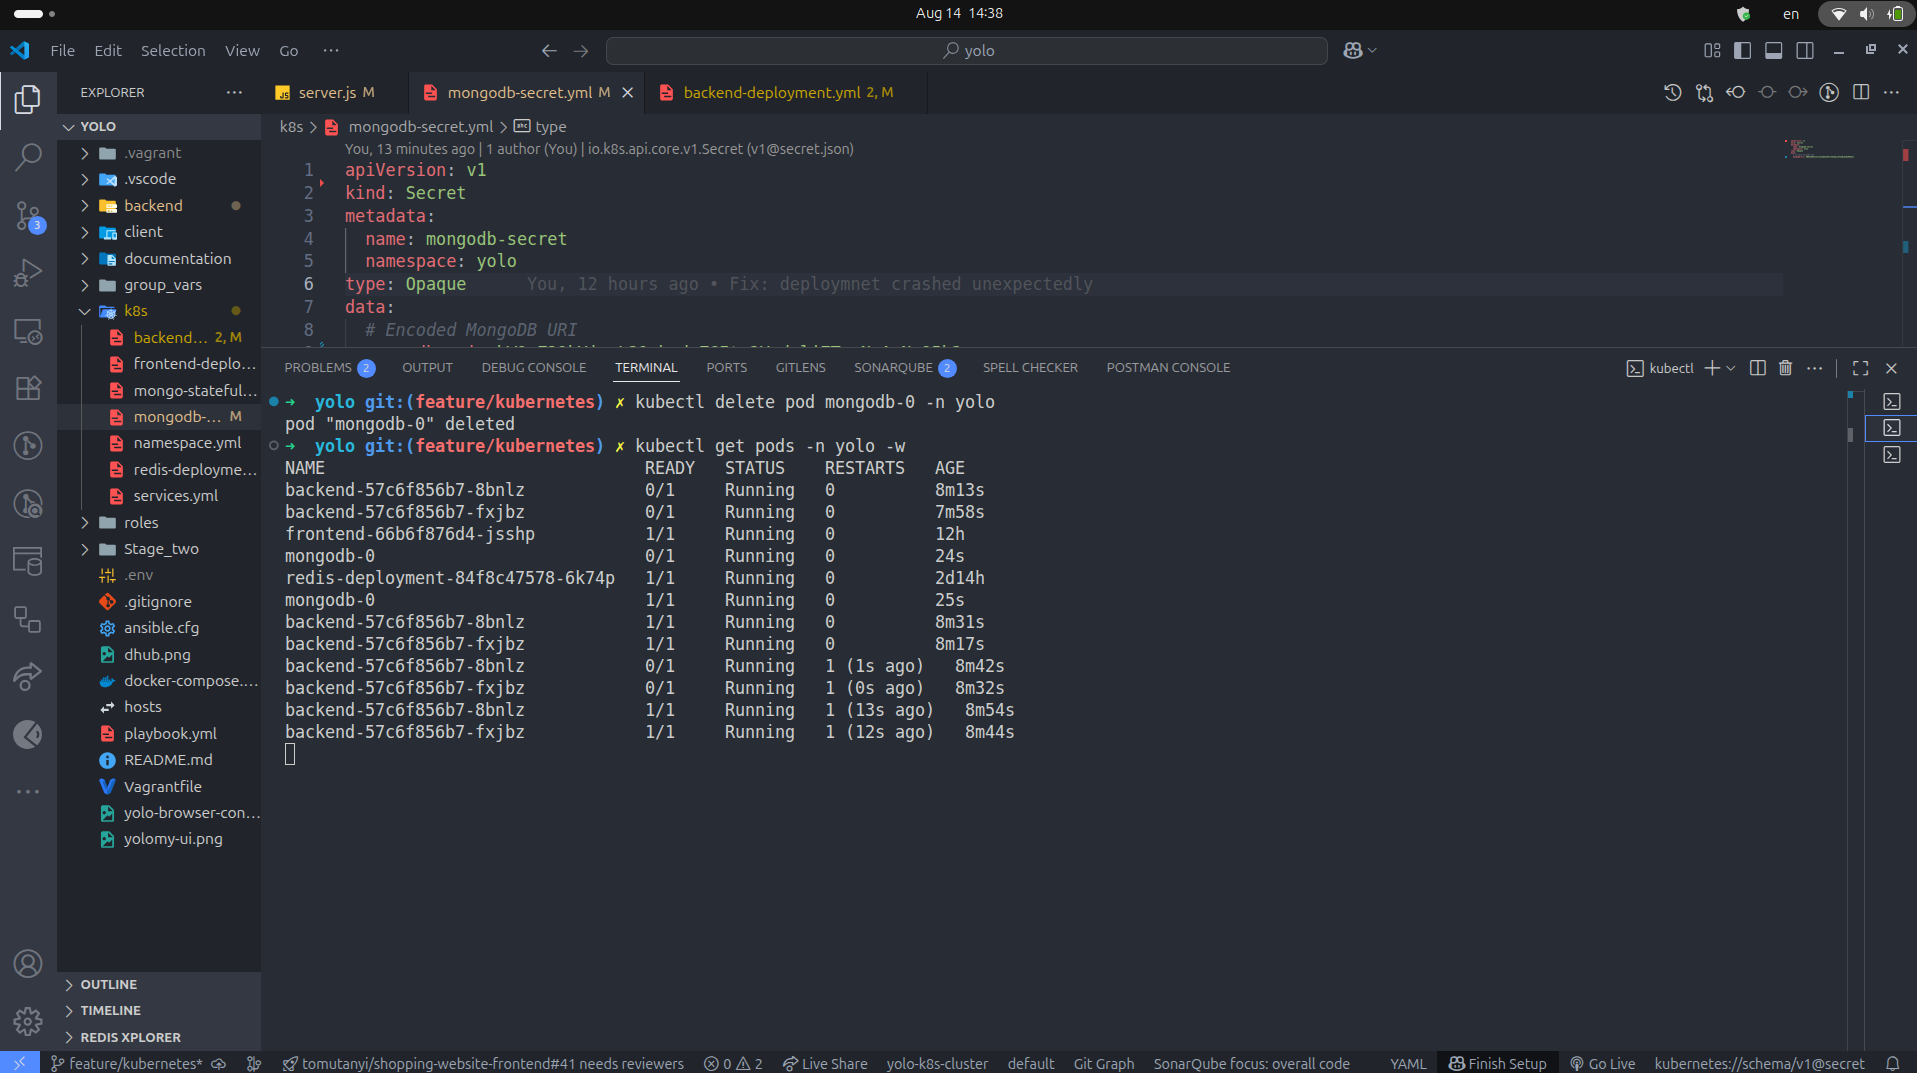 Aug 14 14:38
en
File Edit Selection View Go ···
yolo
EXPLORER ···
YOLO
.vagrant
.vscode
backend
client
documentation
group_vars
k8s
backend... 2, M
frontend-deplo...
mongo-stateful...
mongodb-... M
namespace.yml
redis-deployme...
services.yml
roles
Stage_two
.env
.gitignore
ansible.cfg
dhub.png
docker-compose....
hosts
playbook.yml
README.md
Vagrantfile
yolo-browser-con...
yolomy-ui.png
OUTLINE
TIMELINE
REDIS XPLORER
3
server.js M
mongodb-secret.yml M
backend-deployment.yml 2, M
k8s > mongodb-secret.yml > type
You, 13 minutes ago | 1 author (You) | io.k8s.api.core.v1.Secret (v1@secret.json)
1 apiVersion: v1
2 kind: Secret
3 metadata:
4 name: mongodb-secret
5 namespace: yolo
6 type: Opaque You, 12 hours ago • Fix: deploymnet crashed unexpectedly
7 data:
8 # Encoded MongoDB URI
PROBLEMS 2 OUTPUT DEBUG CONSOLE TERMINAL PORTS GITLENS SONARQUBE 2 SPELL CHECKER POSTMAN CONSOLE
kubectl
➜ yolo git:(feature/kubernetes) ✗ kubectl delete pod mongodb-0 -n yolo
pod "mongodb-0" deleted
➜ yolo git:(feature/kubernetes) ✗ kubectl get pods -n yolo -w
NAME READY STATUS RESTARTS AGE
backend-57c6f856b7-8bnlz 0/1 Running 0 8m13s
backend-57c6f856b7-fxjbz 0/1 Running 0 7m58s
frontend-66b6f876d4-jsshp 1/1 Running 0 12h
mongodb-0 0/1 Running 0 24s
redis-deployment-84f8c47578-6k74p 1/1 Running 0 2d14h
mongodb-0 1/1 Running 0 25s
backend-57c6f856b7-8bnlz 1/1 Running 0 8m31s
backend-57c6f856b7-fxjbz 1/1 Running 0 8m17s
backend-57c6f856b7-8bnlz 0/1 Running 1 (1s ago) 8m42s
backend-57c6f856b7-fxjbz 0/1 Running 1 (0s ago) 8m32s
backend-57c6f856b7-8bnlz 1/1 Running 1 (13s ago) 8m54s
backend-57c6f856b7-fxjbz 1/1 Running 1 (12s ago) 8m44s
feature/kubernetes* tomutanyi/shopping-website-frontend#41 needs reviewers 0 2 Live Share yolo-k8s-cluster default Git Graph SonarQube focus: overall code YAML Finish Setup Go Live kubernetes://schema/v1@secret